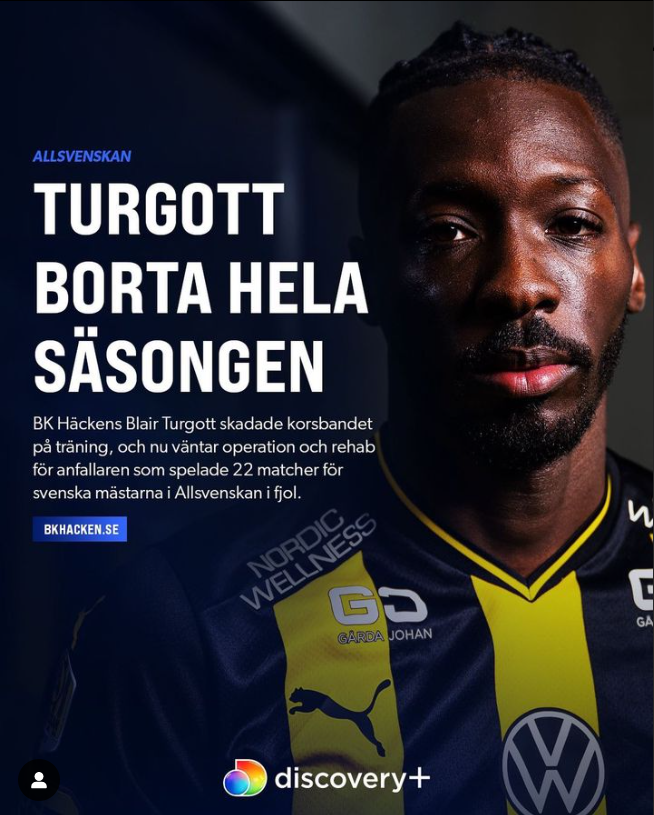 ALLSVENSKAN
TURGOTT
BORTA HELA
SÄSONGEN
BK Häckens Blair Turgott skadade korsbandet
på träning, och nu väntar operation och rehab
för anfallaren som spelade 22 matcher för
svenska mästarna i Allsvenskan i fjol.
BKHACKEN.SE
NORDIC
WELLNESS
GÅRDA JOHAN
W
GÅ
discovery+